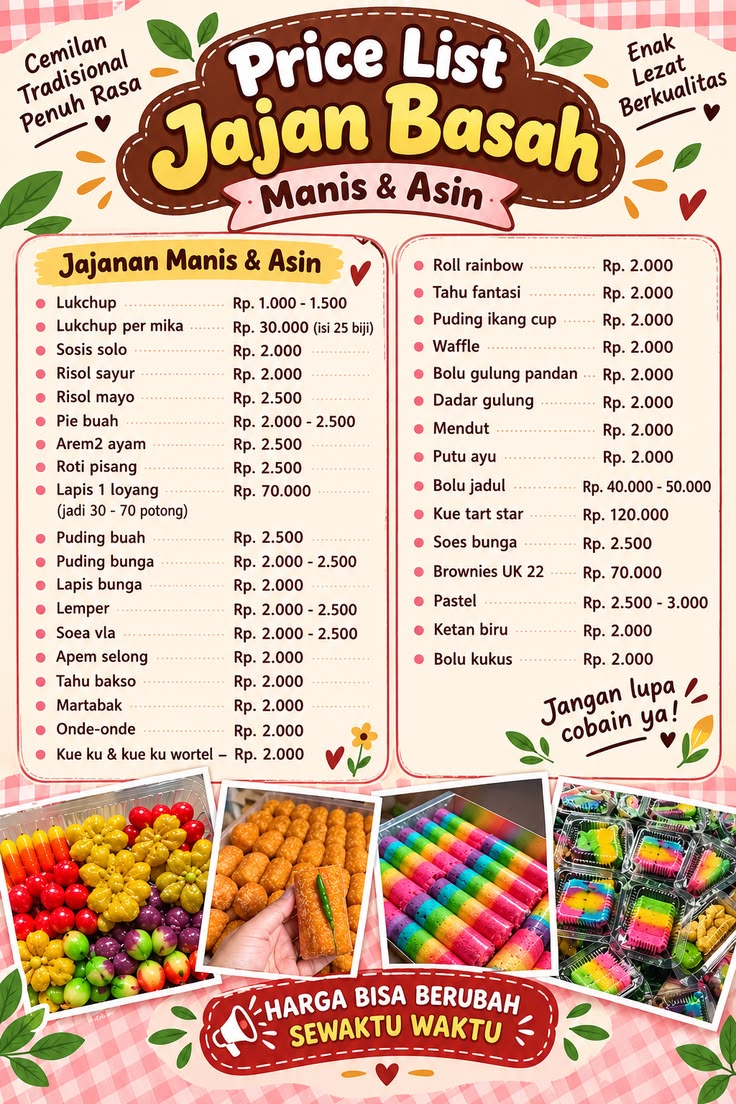 Cemilan
Tradisional
Penuh Rasa
Price List
Jajan Basah
Manis & Asin
Enak
Lezat
Berkualitas
Jajanan Manis & Asin
Lukchup Rp. 1.000 - 1.500
Lukchup per mika Rp. 30.000 (isi 25 biji)
Sosis solo Rp. 2.000
Risol sayur Rp. 2.000
Risol mayo Rp. 2.500
Pie buah Rp. 2.000 - 2.500
Arem2 ayam Rp. 2.500
Roti pisang Rp. 2.500
Lapis 1 loyang Rp. 70.000
(jadi 30 - 70 potong)
Puding buah Rp. 2.500
Puding bunga Rp. 2.000 - 2.500
Lapis bunga Rp. 2.000
Lemper Rp. 2.000 - 2.500
Soea vla Rp. 2.000 - 2.500
Apem selong Rp. 2.000
Tahu bakso Rp. 2.000
Martabak Rp. 2.000
Onde-onde Rp. 2.000
Kue ku & kue ku wortel – Rp. 2.000
Roll rainbow Rp. 2.000
Tahu fantasi Rp. 2.000
Puding ikang cup Rp. 2.000
Waffle Rp. 2.000
Bolu gulung pandan Rp. 2.000
Dadar gulung Rp. 2.000
Mendut Rp. 2.000
Putu ayu Rp. 2.000
Bolu jadul Rp. 40.000 - 50.000
Kue tart star Rp. 120.000
Soes bunga Rp. 2.500
Brownies UK 22 Rp. 70.000
Pastel Rp. 2.500 - 3.000
Ketan biru Rp. 2.000
Bolu kukus Rp. 2.000
Jangan lupa
cobain ya!
HARGA BISA BERUBAH
SEWAKTU WAKTU